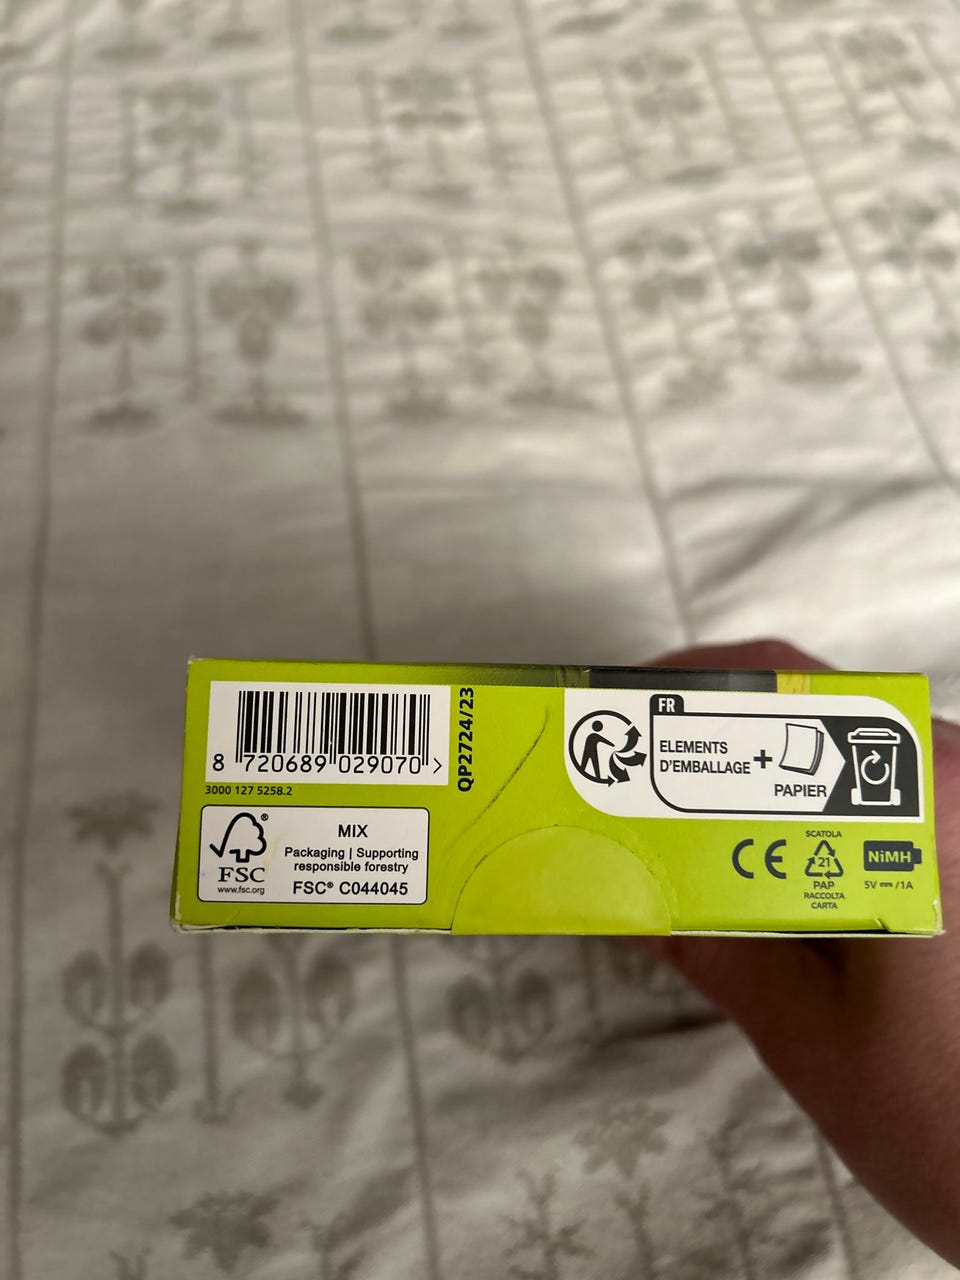 8 720689 029070 >
QP2724/23
3000 127 5258.2
FSC®
www.fsc.org
MIX
Packaging | Supporting
responsible forestry
FSC® C044045
FR
ELEMENTS
D'EMBALLAGE
+
PAPIER
CE
SCATOLA
21
PAP
RACCOLTA
CARTA
NiMH
5V ⎓ /1A